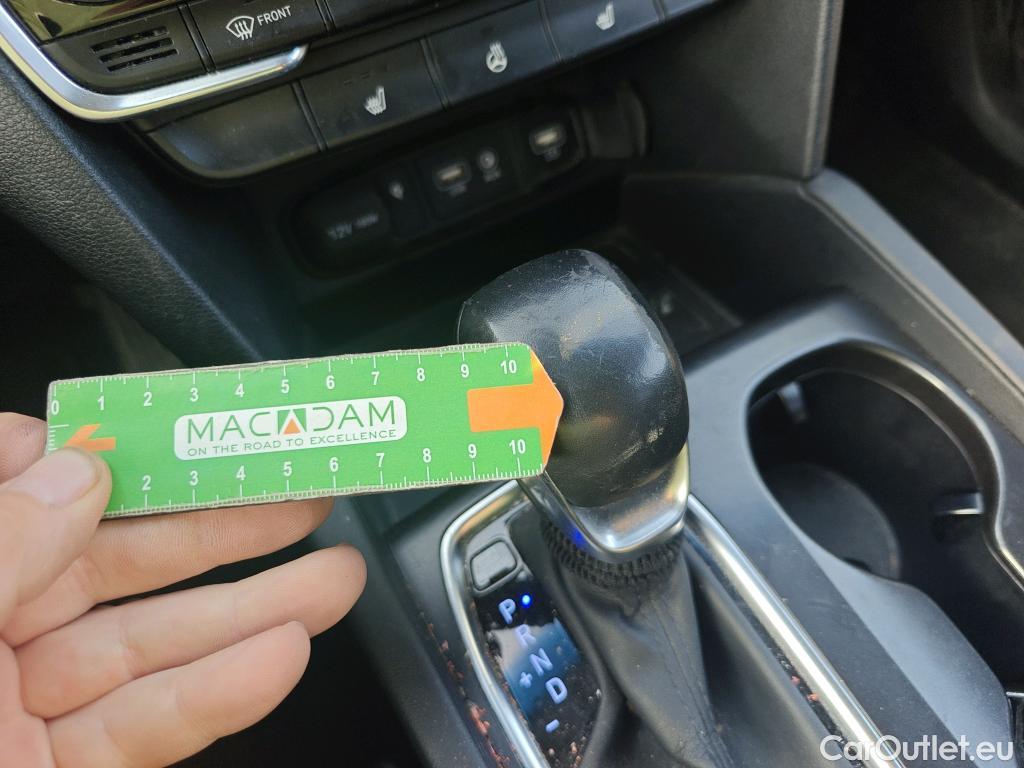 FRONT
12V 180W
0 1 2 3 4 5 6 7 8 9 10
MACADAM
ON THE ROAD TO EXCELLENCE
2 3 4 5 6 7 8 9 10
P
R
N
+ D
-
CarOutlet.eu